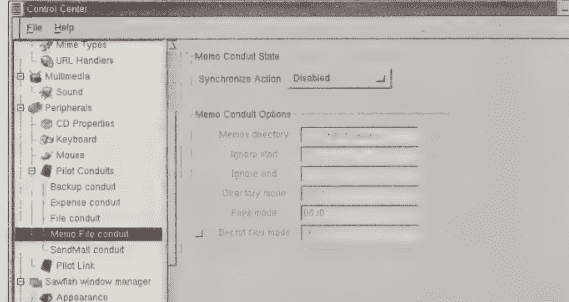 Control Center
File Help
Mime Types
URL Handlers
Multimedia
Sound
Peripherals
CD Properties
Keyboard
Mouse
Pilot Conduits
Backup conduit
Expense conduit
File conduit
Memo File conduit
SendMail conduit
Pilot Link
Sawfish window manager
Appearance
Memo Conduit State
Synchronize Action Disabled
Memo Conduit Options
Memos directory
Ignore start
Ignore end
Directory mode
Files mode
Secret files mode